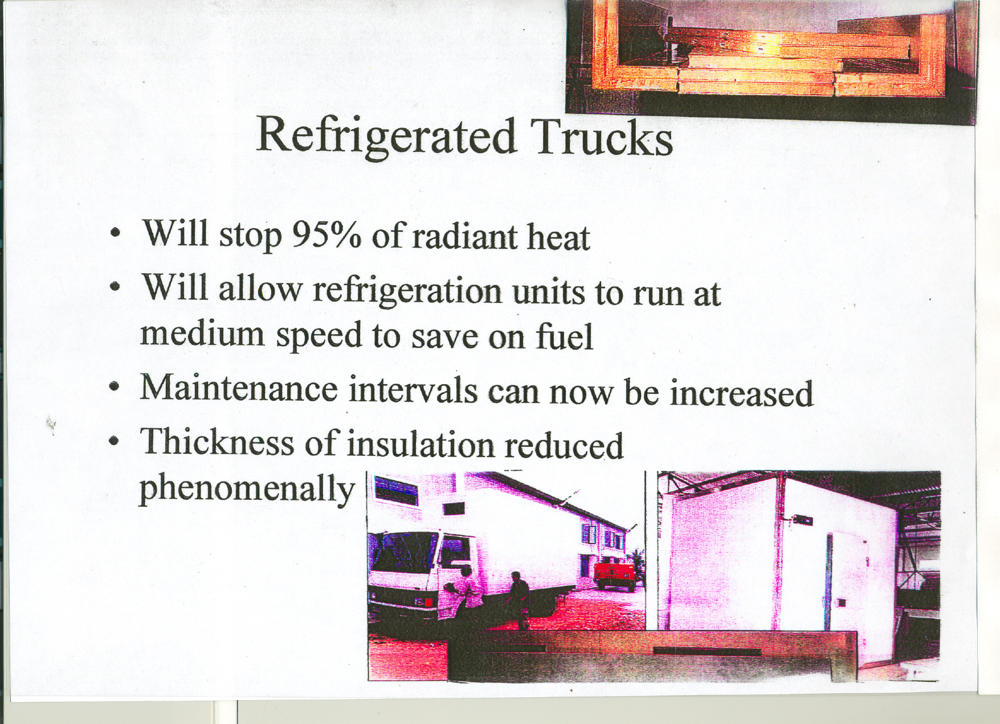 Refrigerated Trucks
• Will stop 95% of radiant heat
• Will allow refrigeration units to run at
medium speed to save on fuel
• Maintenance intervals can now be increased
• Thickness of insulation reduced
phenomenally